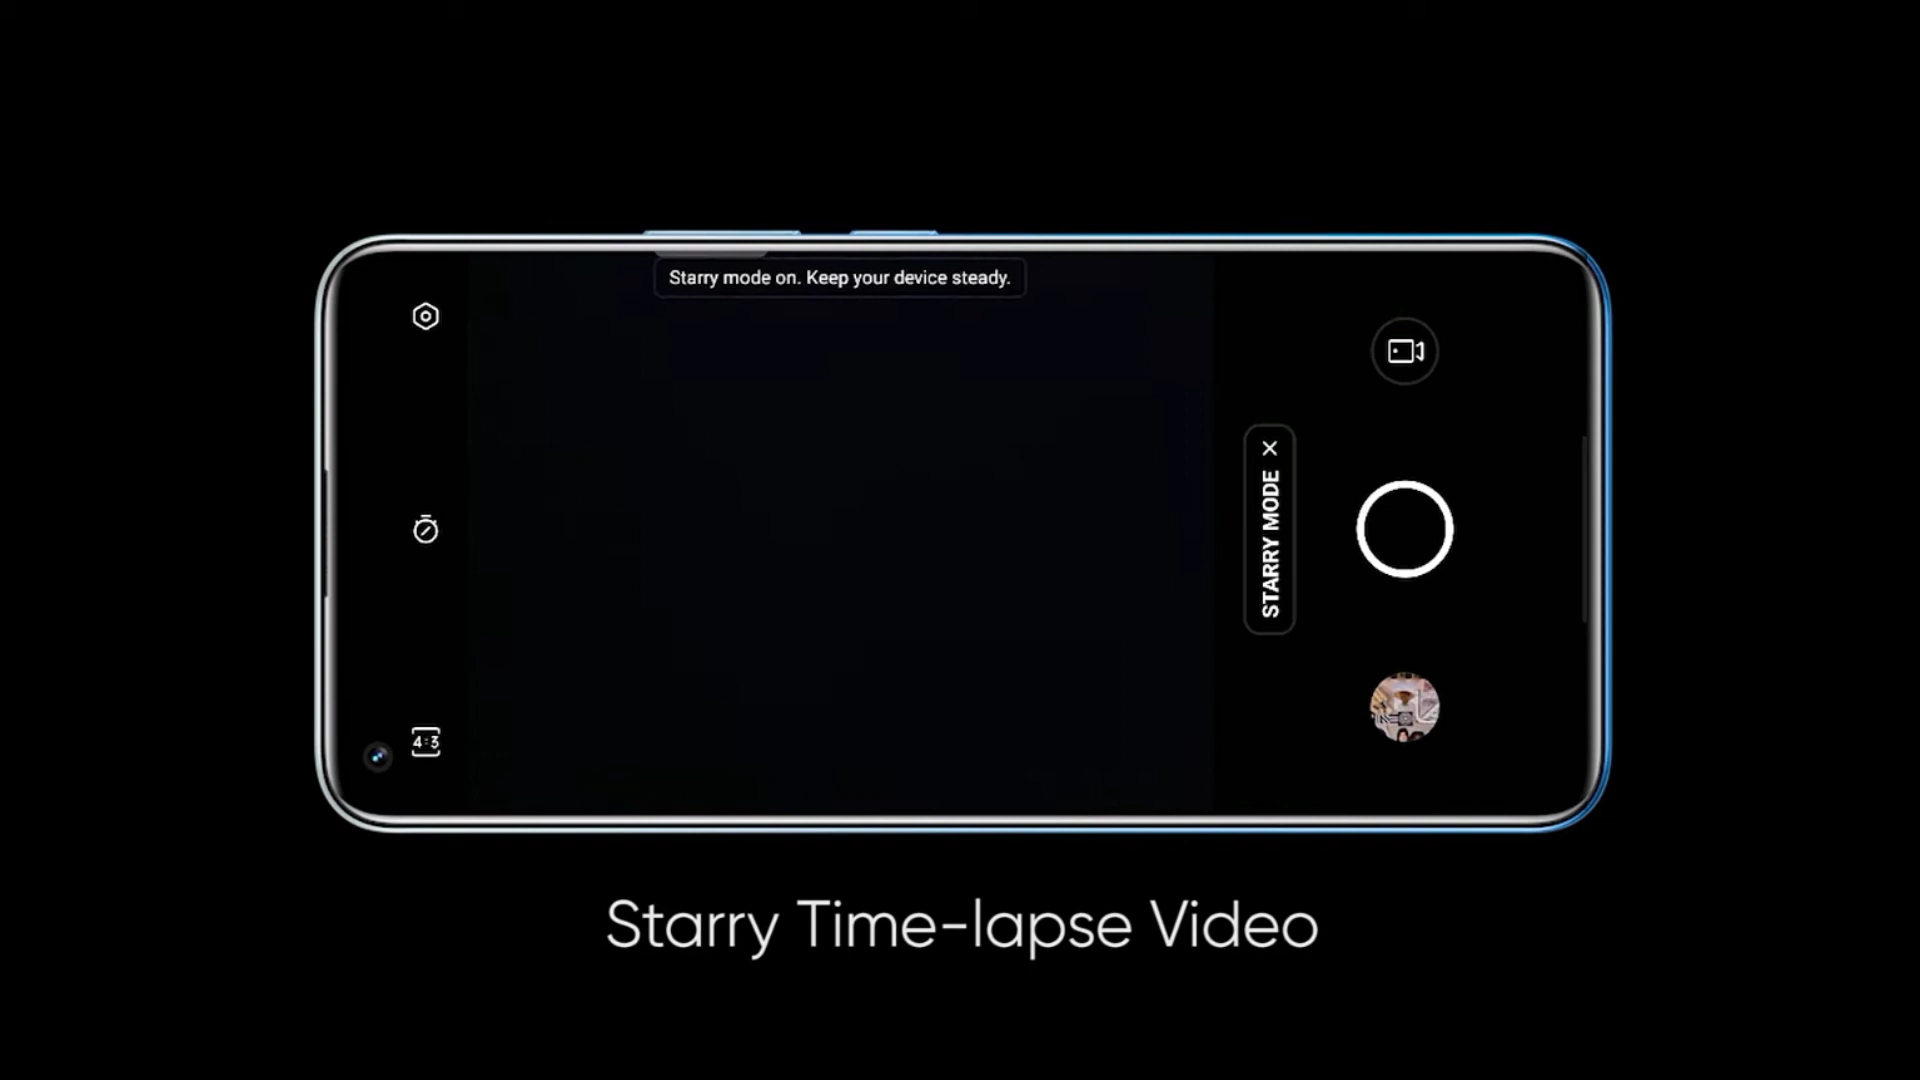 Starry mode on. Keep your device steady.
STARRY MODE ×
4:3
Starry Time-lapse Video